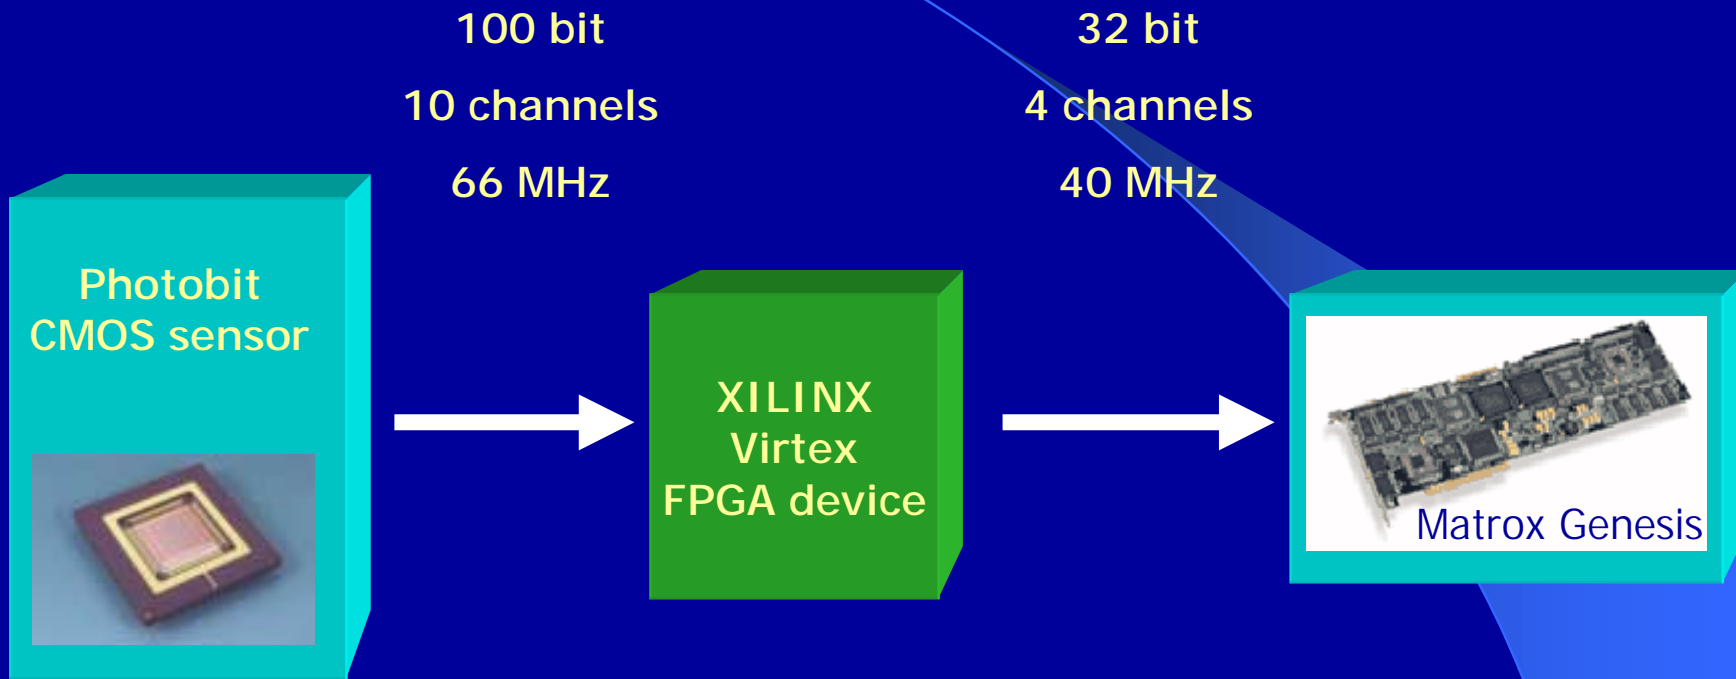 100 bit
10 channels
66 MHz
32 bit
4 channels
40 MHz
Photobit
CMOS sensor
XILINX
Virtex
FPGA device
Matrox Genesis